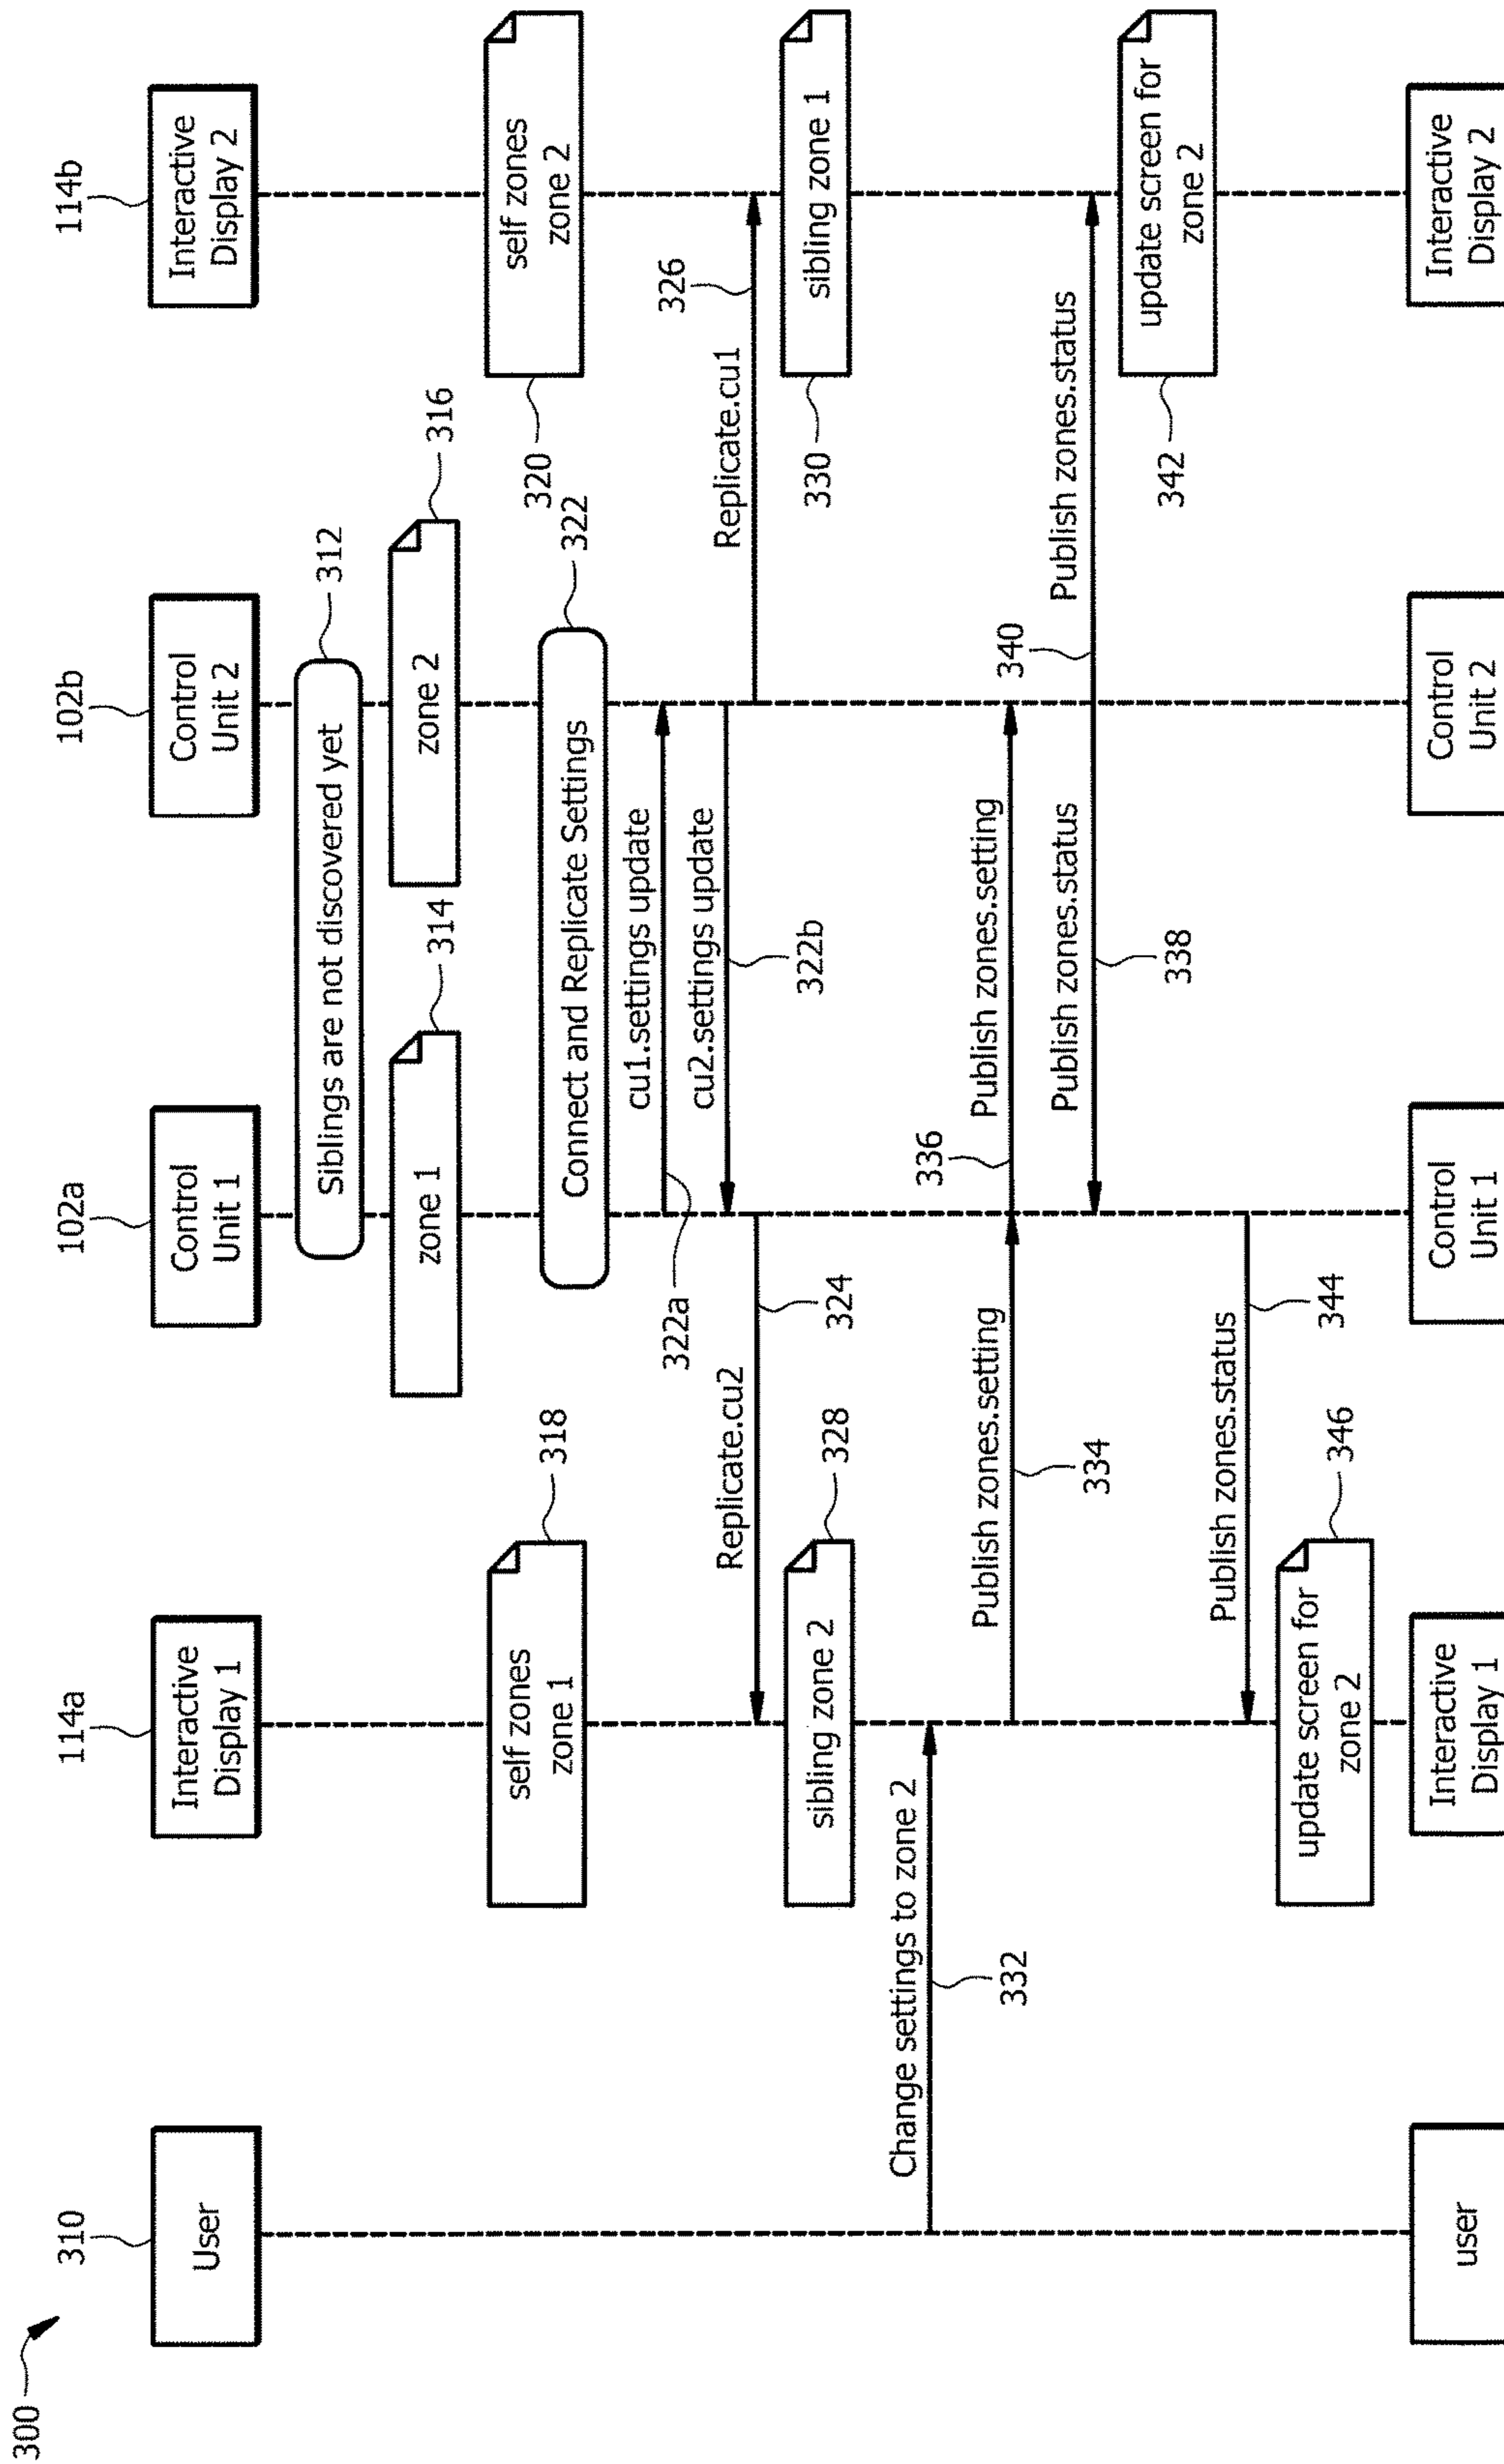 300
310
114a
102a
102b
114b
User
Interactive
Display 1
Control
Unit 1
Control
Unit 2
Interactive
Display 2
Siblings are not discovered yet
312
zone 1
314
zone 2
316
self zones
zone 1
318
self zones
zone 2
320
Connect and Replicate Settings
322
cu1.settings update
322a
cu2.settings update
322b
Replicate.cu2
324
Replicate.cu1
326
sibling zone 2
328
sibling zone 1
330
Change settings to zone 2
332
Publish zones.setting
334
336
Publish zones.setting
Publish zones.status
338
340
Publish zones.status
update screen for
zone 2
342
Publish zones.status
344
update screen for
zone 2
346
user
Interactive
Display 1
Control
Unit 1
Control
Unit 2
Interactive
Display 2